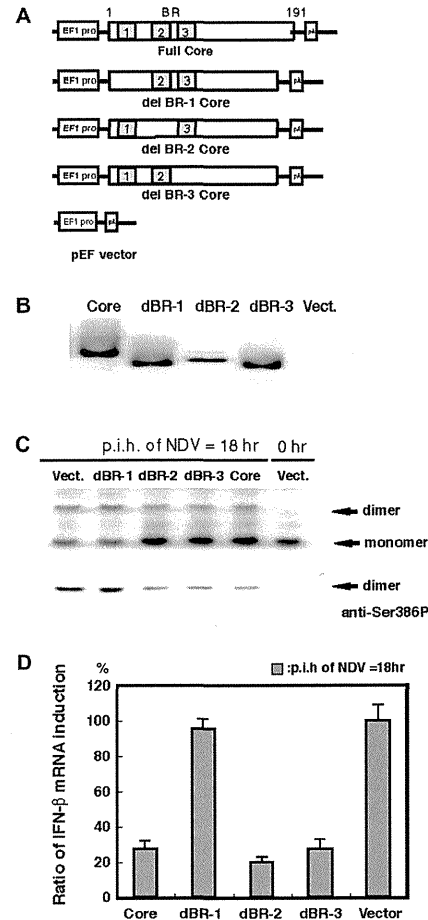 A
1 BR 191
EF1 pro 1 2 3 pA
Full Core
EF1 pro 2 3 pA
del BR-1 Core
EF1 pro 1 3 pA
del BR-2 Core
EF1 pro 1 2 pA
del BR-3 Core
EF1 pro pA
pEF vector
B
Core dBR-1 dBR-2 dBR-3 Vect.
C
p.i.h. of NDV = 18 hr 0 hr
Vect. dBR-1 dBR-2 dBR-3 Core Vect.
dimer
monomer
dimer
anti-Ser386P
D
%
:p.i.h of NDV =18hr
Ratio of IFN-β mRNA induction
120
100
80
60
40
20
0
Core dBR-1 dBR-2 dBR-3 Vector